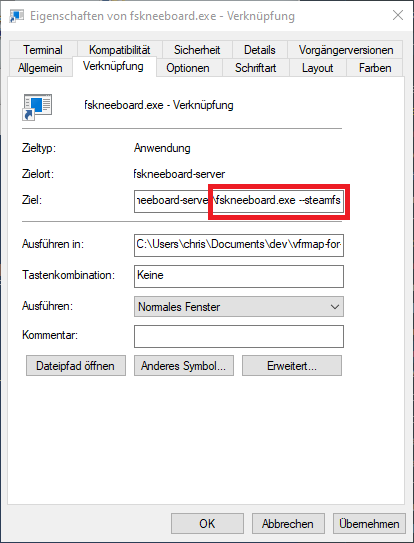 Eigenschaften von fskneeboard.exe - Verknüpfung
Terminal Kompatibilität Sicherheit Details Vorgängerversionen
Allgemein Verknüpfung Optionen Schriftart Layout Farben
fskneeboard.exe - Verknüpfung
Zieltyp: Anwendung
Zielort: fskneeboard-server
Ziel: neeboard-server\fskneeboard.exe --steamfs
Ausführen in: C:\Users\chris\Documents\dev\vfrmap-for-
Tastenkombination: Keine
Ausführen: Normales Fenster
Kommentar:
Dateipfad öffnen Anderes Symbol... Erweitert...
OK Abbrechen Übernehmen